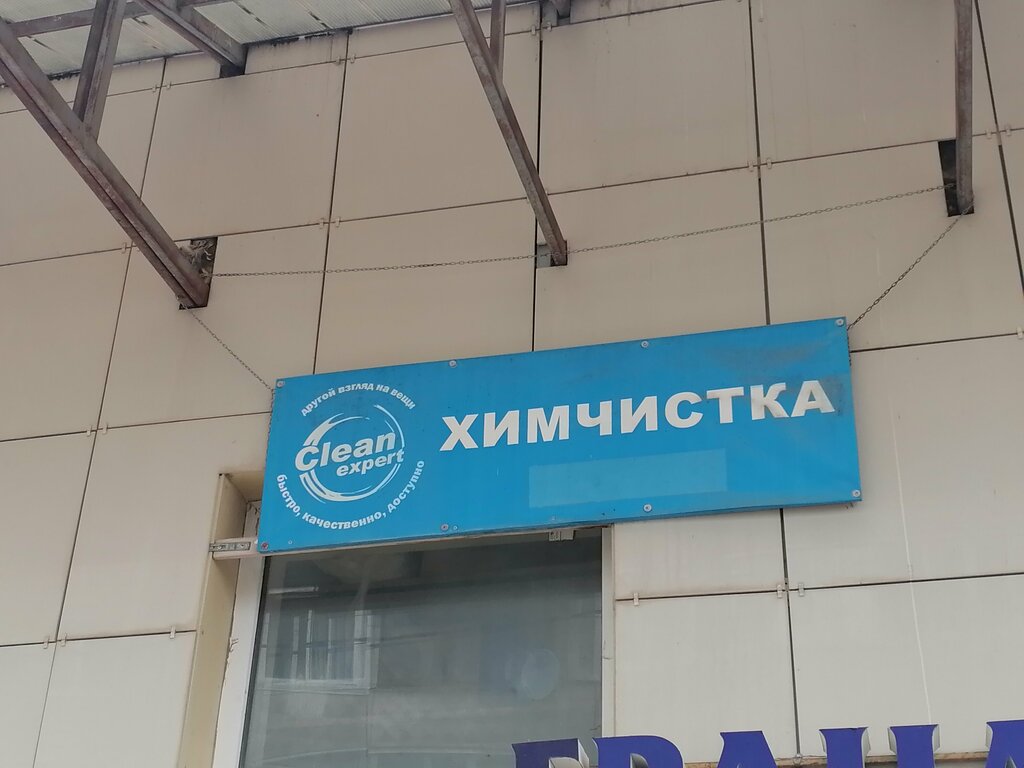 другой взгляд на вещи
Clean
expert
быстро, качественно, доступно
ХИМЧИСТКА